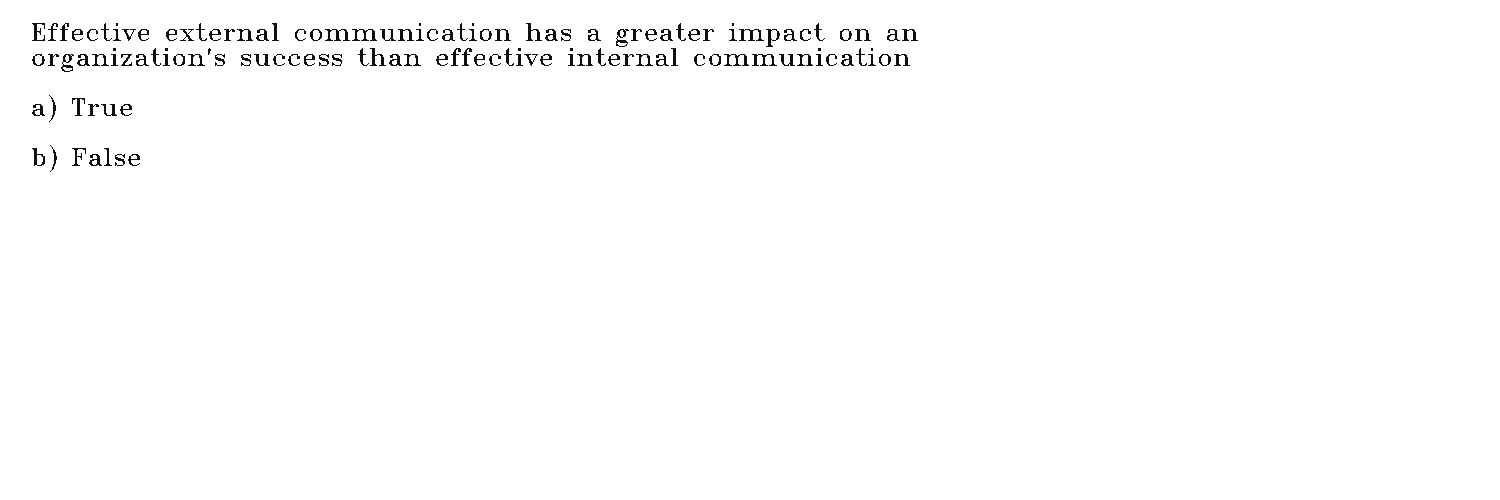 Effective external communication has a greater impact on an
organization's success than effective internal communication
a) True
b) False